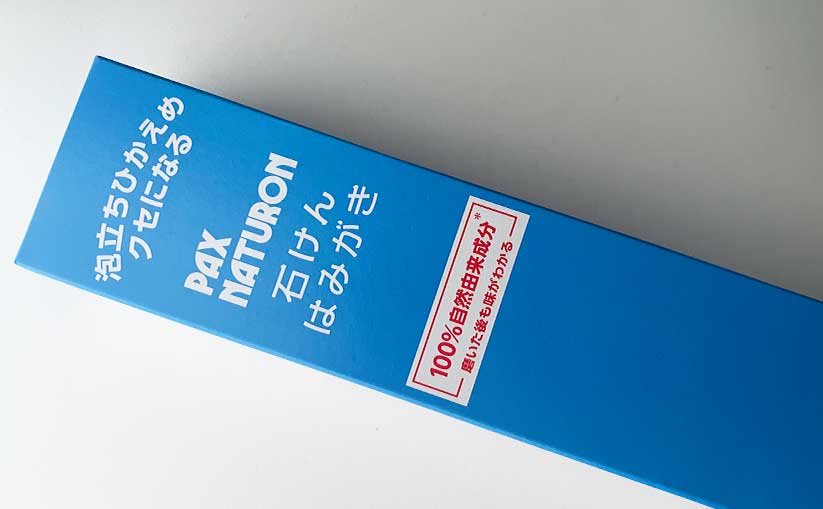 泡立ちひかえめ
クセになる
PAX
NATURON
石けん
はみがき
100%自然由来成分*
磨いた後も味がわかる